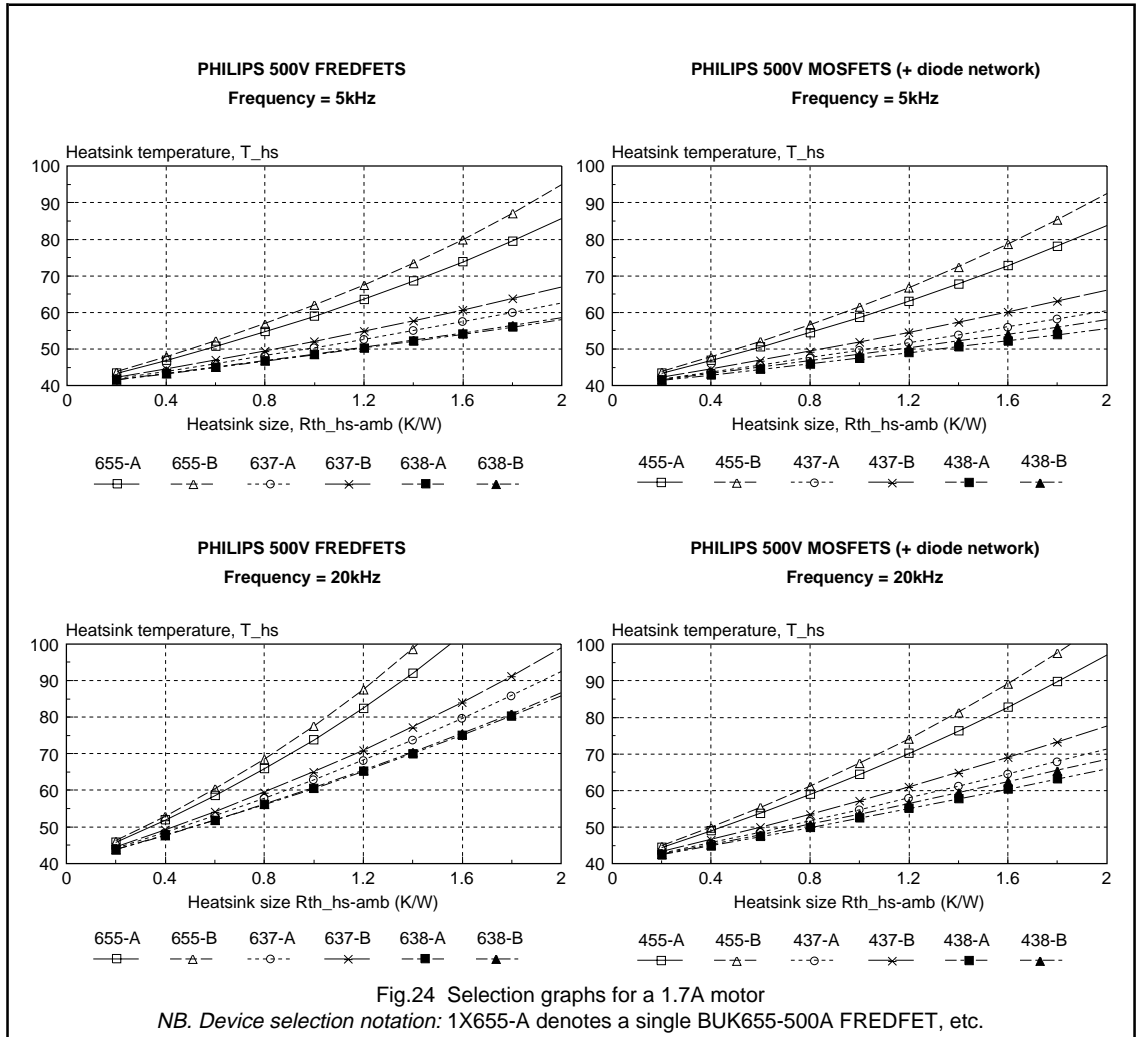 PHILIPS 500V FREDFETS
Frequency = 5kHz
Heatsink temperature, T_hs
100
90
80
70
60
50
40
0 0.4 0.8 1.2 1.6 2
Heatsink size, Rth_hs-amb (K/W)
655-A 655-B 637-A 637-B 638-A 638-B
PHILIPS 500V MOSFETS (+ diode network)
Frequency = 5kHz
Heatsink temperature, T_hs
100
90
80
70
60
50
40
0 0.4 0.8 1.2 1.6 2
Heatsink size, Rth_hs-amb (K/W)
455-A 455-B 437-A 437-B 438-A 438-B
PHILIPS 500V FREDFETS
Frequency = 20kHz
Heatsink temperature, T_hs
100
90
80
70
60
50
40
0 0.4 0.8 1.2 1.6 2
Heatsink size Rth_hs-amb (K/W)
655-A 655-B 637-A 637-B 638-A 638-B
PHILIPS 500V MOSFETS (+ diode network)
Frequency = 20kHz
Heatsink temperature, T_hs
100
90
80
70
60
50
40
0 0.4 0.8 1.2 1.6 2
Heatsink size Rth_hs-amb (K/W)
455-A 455-B 437-A 437-B 438-A 438-B
Fig.24 Selection graphs for a 1.7A motor
NB. Device selection notation: 1X655-A denotes a single BUK655-500A FREDFET, etc.